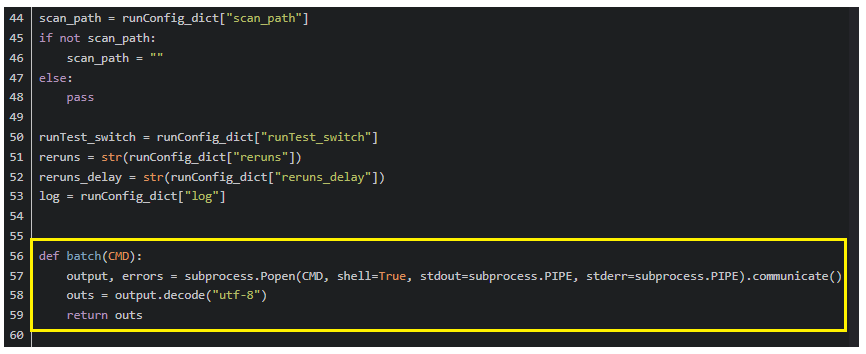 44 scan_path = runConfig_dict["scan_path"]
45 if not scan_path:
46     scan_path = ""
47 else:
48     pass
49
50 runTest_switch = runConfig_dict["runTest_switch"]
51 reruns = str(runConfig_dict["reruns"])
52 reruns_delay = str(runConfig_dict["reruns_delay"])
53 log = runConfig_dict["log"]
54
55
56 def batch(CMD):
57     output, errors = subprocess.Popen(CMD, shell=True, stdout=subprocess.PIPE, stderr=subprocess.PIPE).communicate()
58     outs = output.decode("utf-8")
59     return outs
60